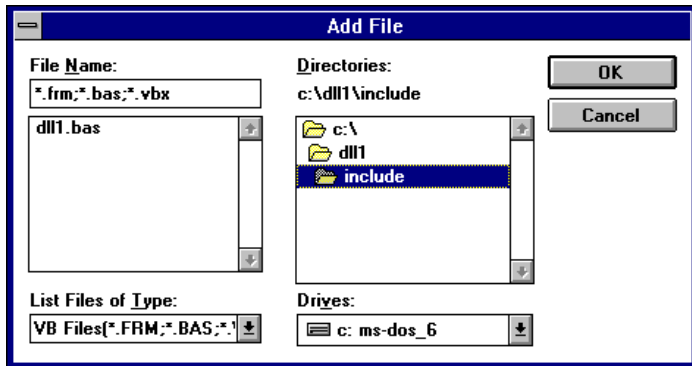 Add File
File Name:
*.frm;*.bas;*.vbx
dll1.bas
List Files of Type:
VB Files(*.FRM;*.BAS;*.
Directories:
c:\dll1\include
c:\
dll1
include
Drives:
c: ms-dos_6
OK
Cancel